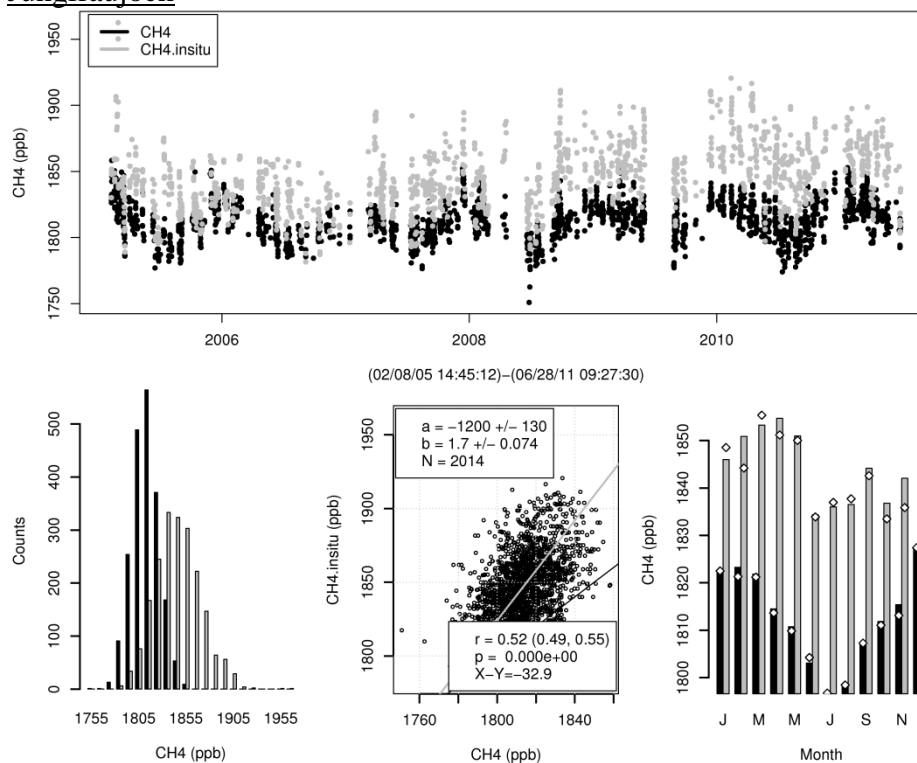 Jungfraujoch
CH4
CH4.insitu
CH4 (ppb)
1950
1900
1850
1800
1750
2006 2008 2010
(02/08/05 14:45:12)−(06/28/11 09:27:30)
Counts
500
400
300
200
100
0
1755 1805 1855 1905 1955
CH4 (ppb)
a = −1200 +/− 130
b = 1.7 +/− 0.074
N = 2014
CH4.insitu (ppb)
1950
1900
1850
1800
r = 0.52 (0.49, 0.55)
p = 0.000e+00
X−Y=−32.9
1760 1800 1840
CH4 (ppb)
CH4 (ppb)
1850
1840
1830
1820
1810
1800
J M M J S N
Month